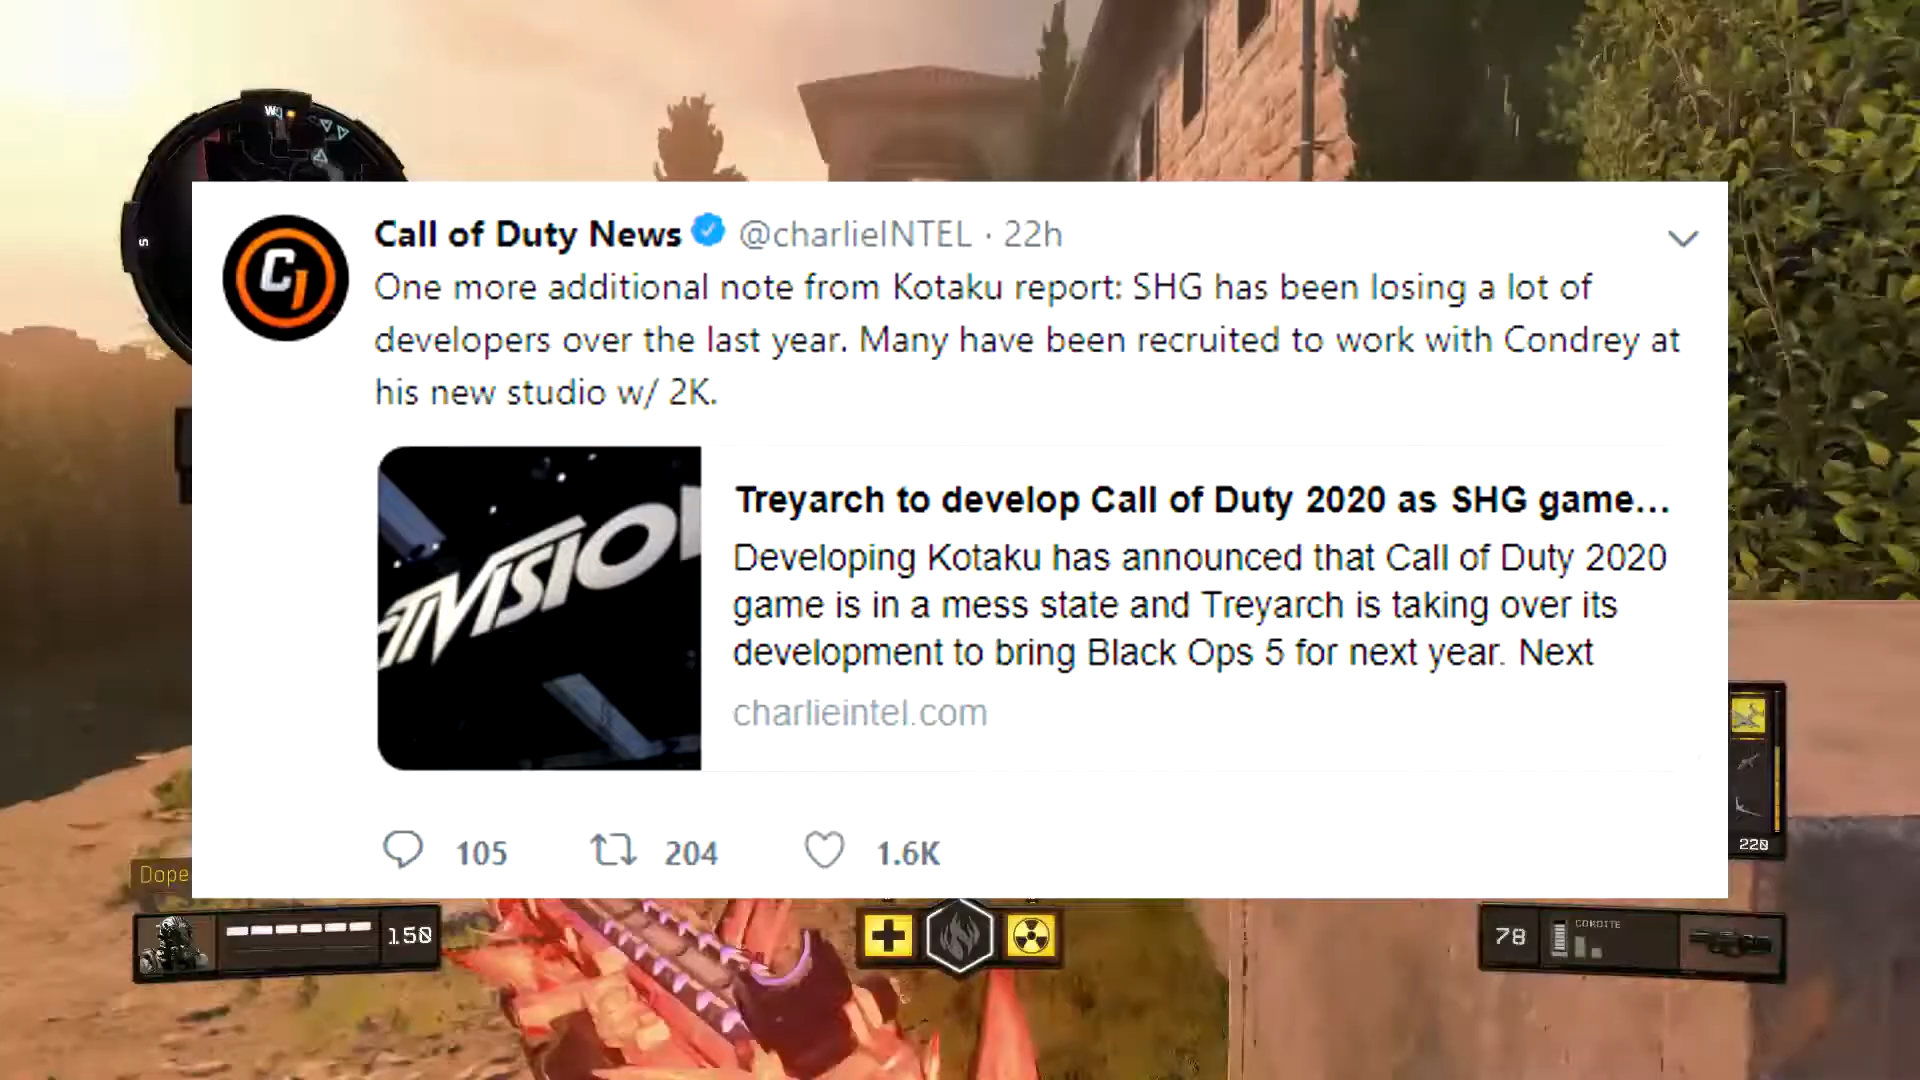 W
S
Call of Duty News @charlieINTEL · 22h
One more additional note from Kotaku report: SHG has been losing a lot of
developers over the last year. Many have been recruited to work with Condrey at
his new studio w/ 2K.
CTIVISION
Treyarch to develop Call of Duty 2020 as SHG game...
Developing Kotaku has announced that Call of Duty 2020
game is in a mess state and Treyarch is taking over its
development to bring Black Ops 5 for next year. Next
charlieintel.com
105 204 1.6K
220
Dope
150
78
CORDITE